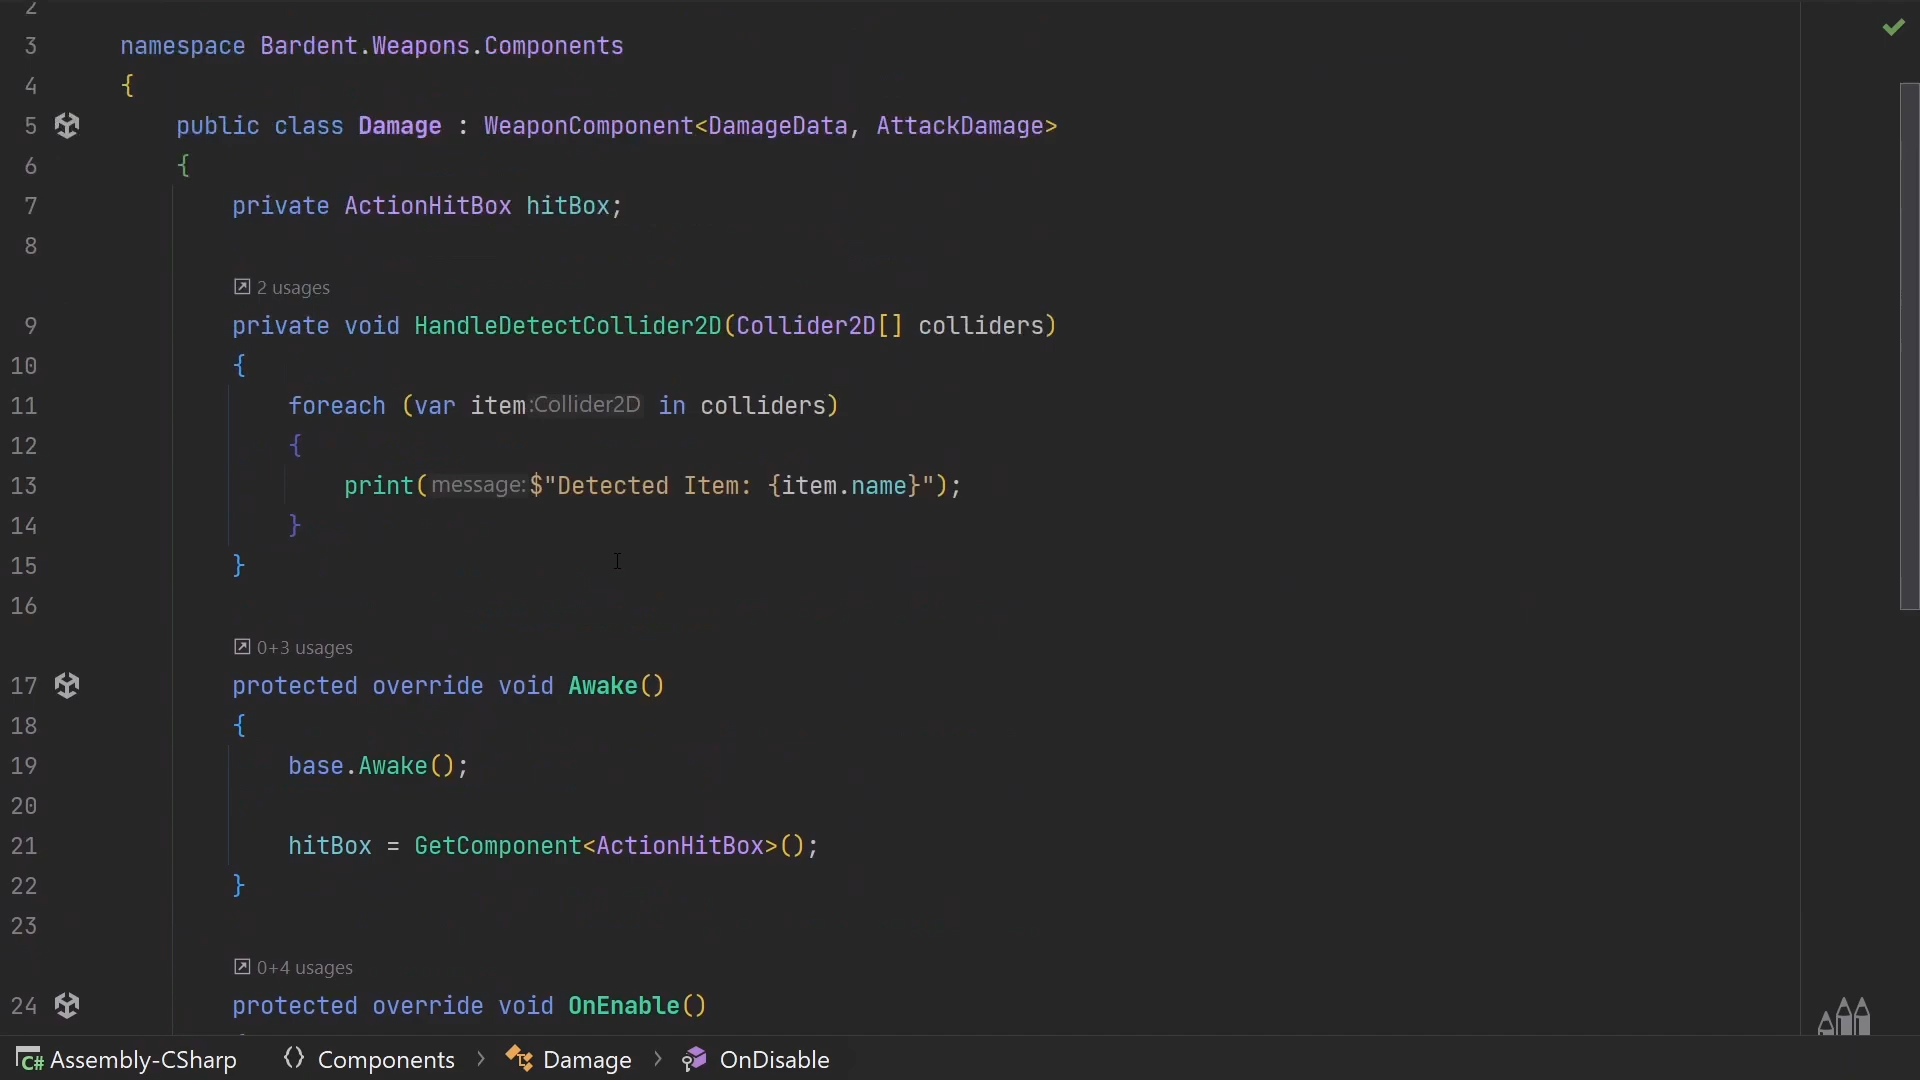 2
3 namespace Bardent.Weapons.Components
4 {
5 public class Damage : WeaponComponent<DamageData, AttackDamage>
6 {
7 private ActionHitBox hitBox;
8
2 usages
9 private void HandleDetectCollider2D(Collider2D[] colliders)
10 {
11 foreach (var item :Collider2D in colliders)
12 {
13 print( message: $"Detected Item: {item.name}");
14 }
15 }
16
0+3 usages
17 protected override void Awake()
18 {
19 base.Awake();
20
21 hitBox = GetComponent<ActionHitBox>();
22 }
23
0+4 usages
24 protected override void OnEnable()
C# Assembly-CSharp {} Components > Damage > OnDisable